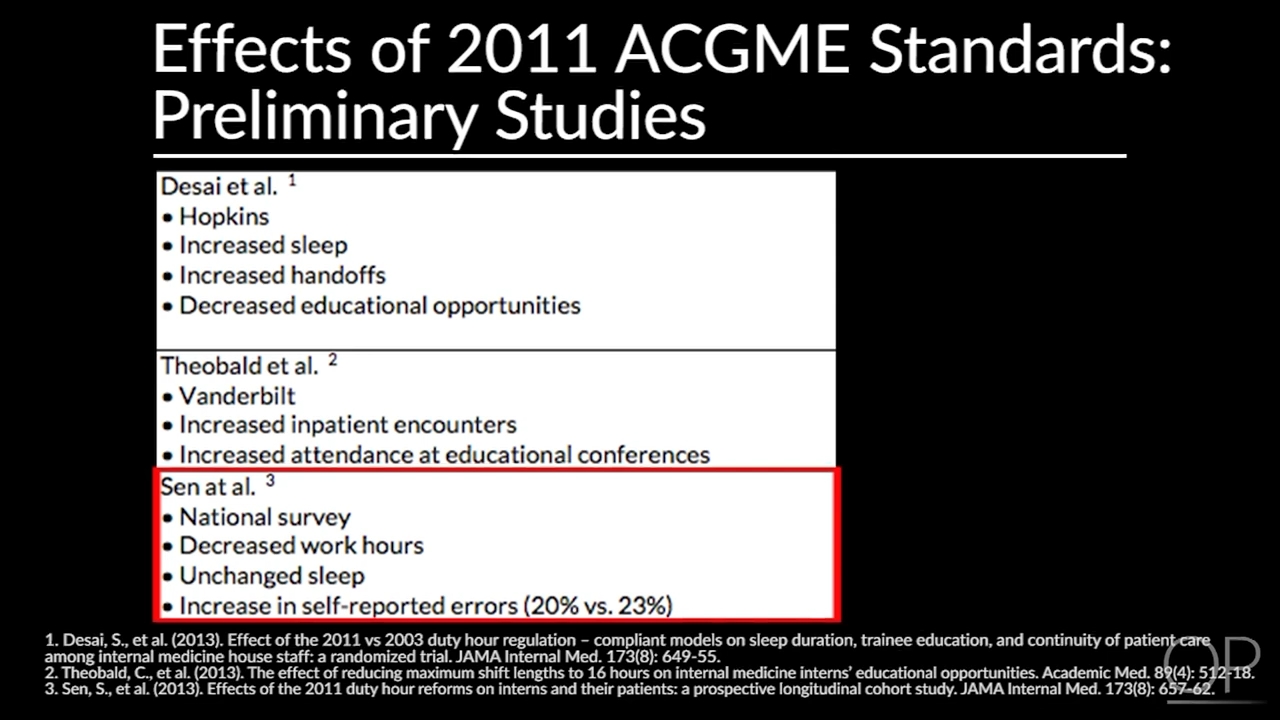 Effects of 2011 ACGME Standards:
Preliminary Studies
Desai et al. 1
• Hopkins
• Increased sleep
• Increased handoffs
• Decreased educational opportunities
Theobald et al. 2
• Vanderbilt
• Increased inpatient encounters
• Increased attendance at educational conferences
Sen at al. 3
• National survey
• Decreased work hours
• Unchanged sleep
• Increase in self-reported errors (20% vs. 23%)
1. Desai, S., et al. (2013). Effect of the 2011 vs 2003 duty hour regulation – compliant models on sleep duration, trainee education, and continuity of patient care
among internal medicine house staff: a randomized trial. JAMA Internal Med. 173(8): 649-55.
2. Theobald, C., et al. (2013). The effect of reducing maximum shift lengths to 16 hours on internal medicine interns’ educational opportunities. Academic Med. 89(4): 512-18.
3. Sen, S., et al. (2013). Effects of the 2011 duty hour reforms on interns and their patients: a prospective longitudinal cohort study. JAMA Internal Med. 173(8): 657-62.
OP